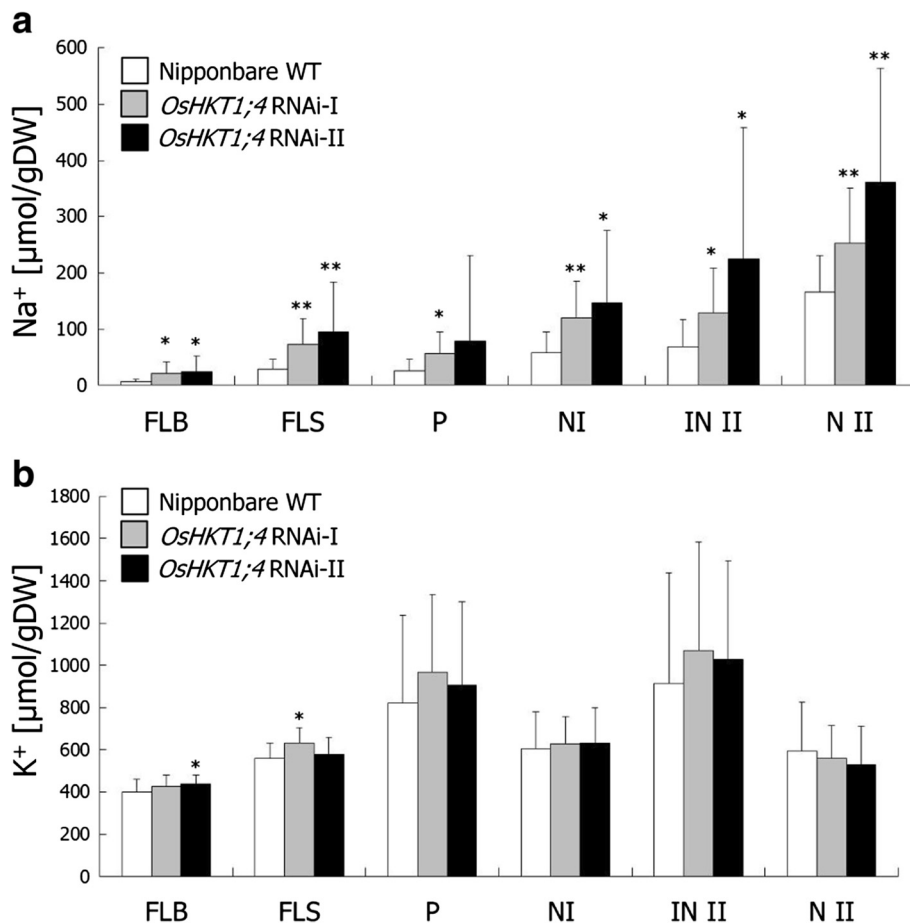 a
600
500
400
300
200
100
0
Na⁺ [µmol/gDW]
Nipponbare WT
OsHKT1;4 RNAi-I
OsHKT1;4 RNAi-II
* *
** **
*
** *
* *
** **
FLB FLS P NI IN II N II
b
1800
1600
1400
1200
1000
800
600
400
200
0
K⁺ [µmol/gDW]
Nipponbare WT
OsHKT1;4 RNAi-I
OsHKT1;4 RNAi-II
*
*
FLB FLS P NI IN II N II